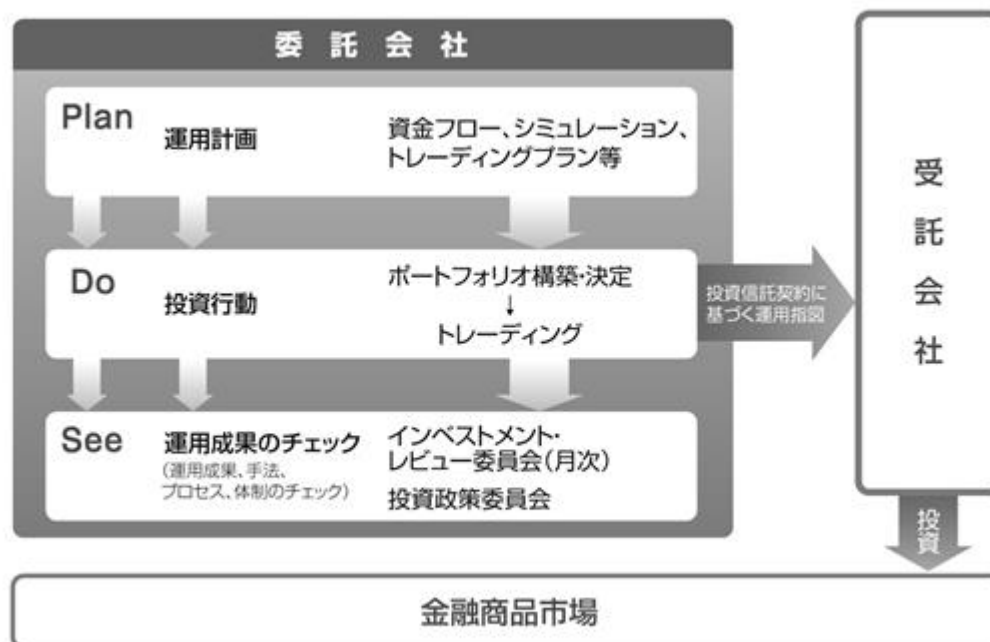 委託会社
Plan
運用計画
資金フロー、シミュレーション、
トレーディングプラン等
Do
投資行動
ポートフォリオ構築・決定
↓
トレーディング
投資信託契約に
基づく運用指図
See
運用成果のチェック
(運用成果、手法、
プロセス、体制のチェック)
インベストメント・
レビュー委員会(月次)
投資政策委員会
受託会社
投資
金融商品市場